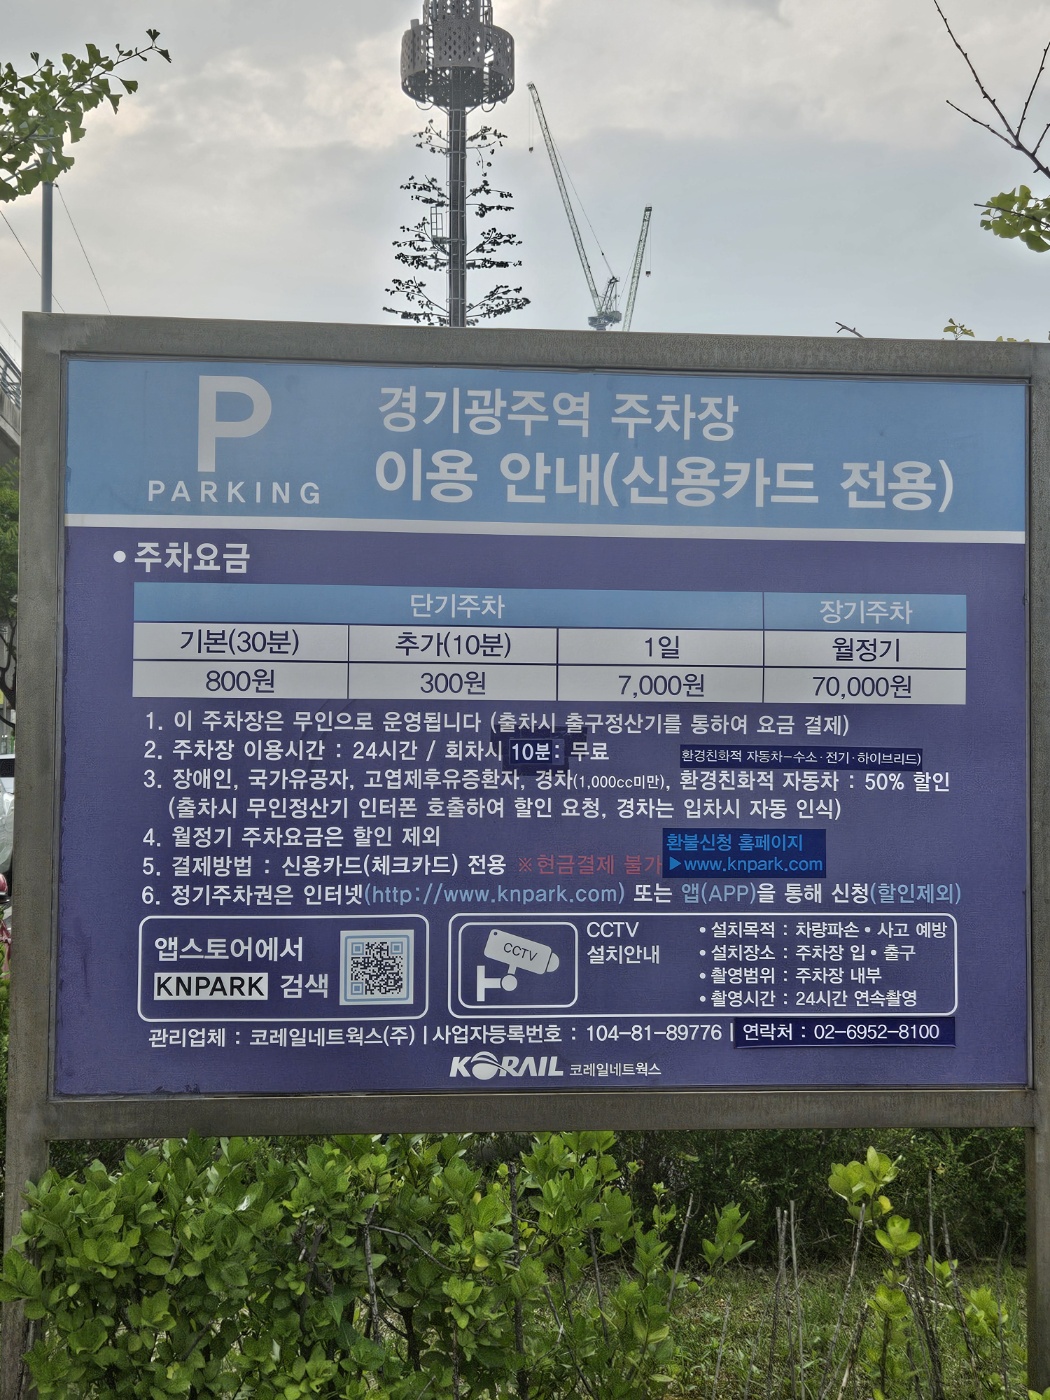 P
PARKING
경기광주역 주차장
이용 안내(신용카드 전용)
• 주차요금
단기주차 장기주차
기본(30분) 추가(10분) 1일 월정기
800원 300원 7,000원 70,000원
1. 이 주차장은 무인으로 운영됩니다 (출차시 출구정산기를 통하여 요금 결제)
2. 주차장 이용시간 : 24시간 / 회차시 10분: 무료
환경친화적 자동차-수소·전기·하이브리드)
3. 장애인, 국가유공자, 고엽제후유증환자, 경차(1,000cc미만), 환경친화적 자동차 : 50% 할인
(출차시 무인정산기 인터폰 호출하여 할인 요청, 경차는 입차시 자동 인식)
4. 월정기 주차요금은 할인 제외
환불신청 홈페이지
▶www.knpark.com
5. 결제방법 : 신용카드(체크카드) 전용 ※현금결제 불가
6. 정기주차권은 인터넷(http://www.knpark.com) 또는 앱(APP)을 통해 신청(할인제외)
앱스토어에서
KNPARK 검색
CCTV
CCTV
설치안내
• 설치목적 : 차량파손 • 사고 예방
• 설치장소 : 주차장 입 • 출구
• 촬영범위 : 주차장 내부
• 촬영시간 : 24시간 연속촬영
관리업체 : 코레일네트웍스(주) | 사업자등록번호 : 104-81-89776 | 연락처 : 02-6952-8100
KORAIL 코레일네트웍스